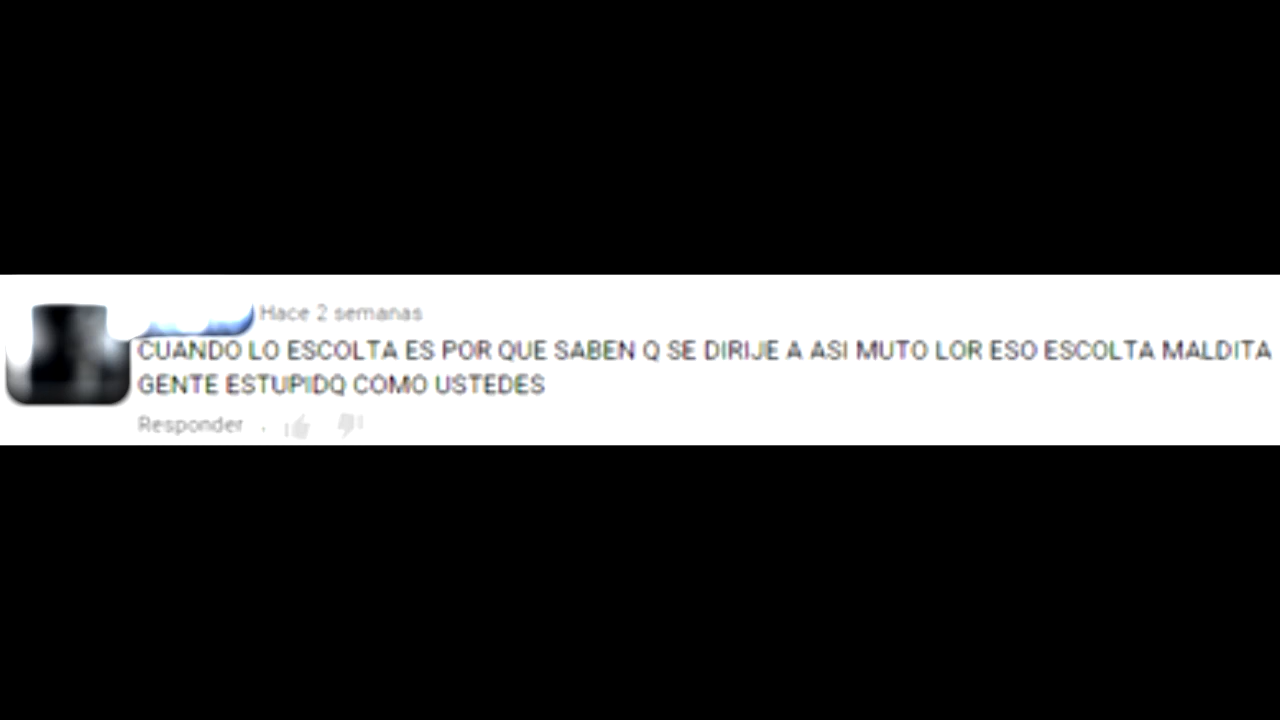 Hace 2 semanas
CUANDO LO ESCOLTA ES POR QUE SABEN Q SE DIRIJE A ASI MUTO LOR ESO ESCOLTA MALDITA
GENTE ESTUPIDQ COMO USTEDES
Responder .